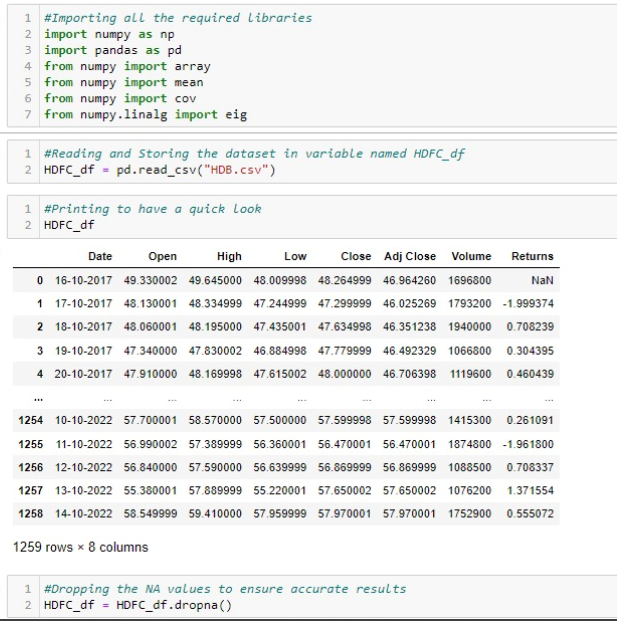 1 #Importing all the required libraries
2 import numpy as np
3 import pandas as pd
4 from numpy import array
5 from numpy import mean
6 from numpy import cov
7 from numpy.linalg import eig
1 #Reading and Storing the dataset in variable named HDFC_df
2 HDFC_df = pd.read_csv("HDB.csv")
1 #Printing to have a quick look
2 HDFC_df
Date Open High Low Close Adj Close Volume Returns
0 16-10-2017 49.330002 49.645000 48.009998 48.264999 46.964260 1696800 NaN
1 17-10-2017 48.130001 48.334999 47.244999 47.299999 46.025269 1793200 -1.999374
2 18-10-2017 48.060001 48.195000 47.435001 47.634998 46.351238 1940000 0.708239
3 19-10-2017 47.340000 47.830002 46.884998 47.779999 46.492329 1066800 0.304395
4 20-10-2017 47.910000 48.169998 47.615002 48.000000 46.706398 1119600 0.460439
... ... ... ... ... ... ... ... ...
1254 10-10-2022 57.700001 58.570000 57.500000 57.599998 57.599998 1415300 0.261091
1255 11-10-2022 56.990002 57.389999 56.360001 56.470001 56.470001 1874800 -1.961800
1256 12-10-2022 56.840000 57.590000 56.639999 56.869999 56.869999 1088500 0.708337
1257 13-10-2022 55.380001 57.889999 55.220001 57.650002 57.650002 1076200 1.371554
1258 14-10-2022 58.549999 59.410000 57.959999 57.970001 57.970001 1752900 0.555072
1259 rows × 8 columns
1 #Dropping the NA values to ensure accurate results
2 HDFC_df = HDFC_df.dropna()